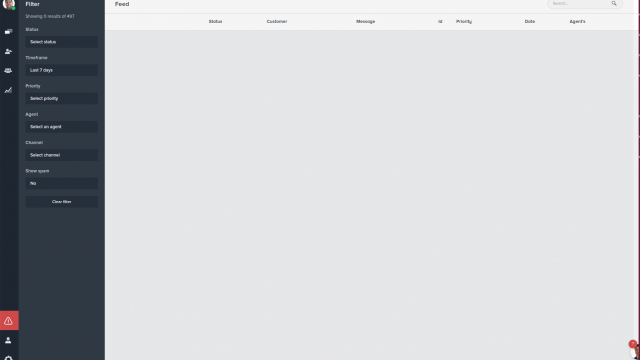 Filter
Showing 0 results of 497
Status
Select status
Timeframe
Last 7 days
Priority
Select priority
Agent
Select an agent
Channel
Select channel
Show spam
No
Clear filter
Feed
Search...
Status Customer Message Id Priority Date Agent's